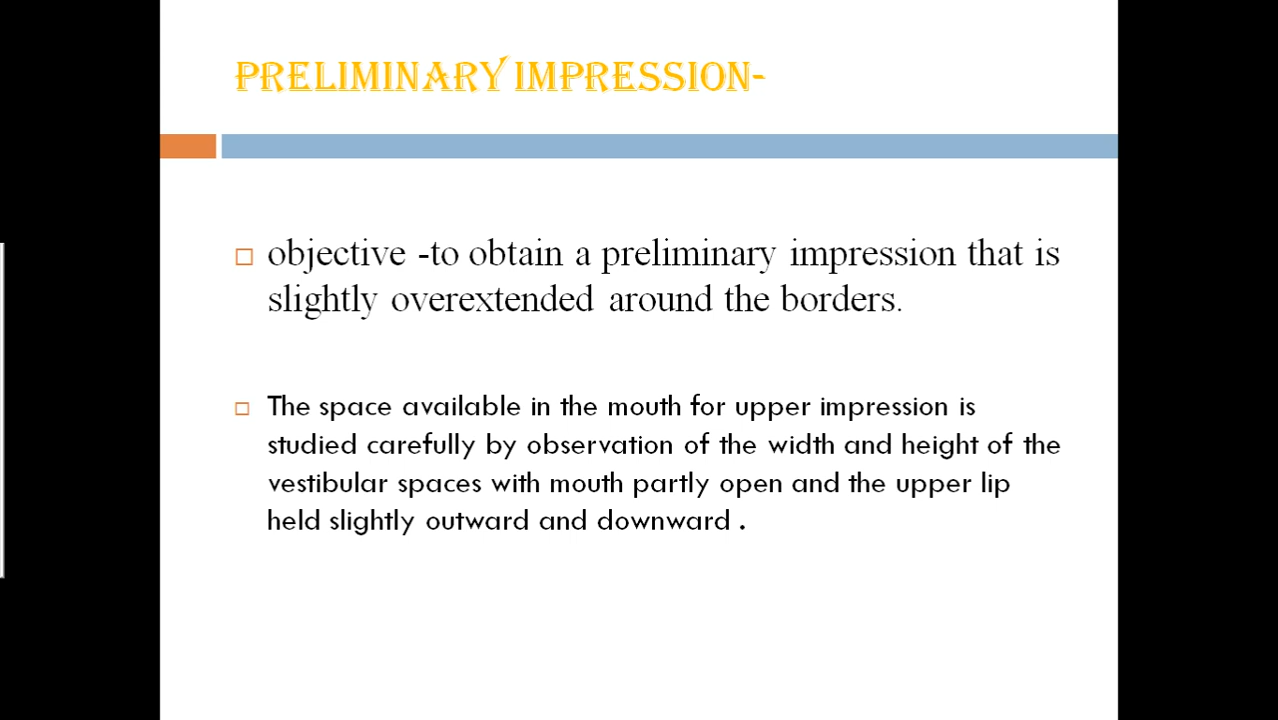 PRELIMINARY IMPRESSION-
objective -to obtain a preliminary impression that is
slightly overextended around the borders.
The space available in the mouth for upper impression is
studied carefully by observation of the width and height of the
vestibular spaces with mouth partly open and the upper lip
held slightly outward and downward .